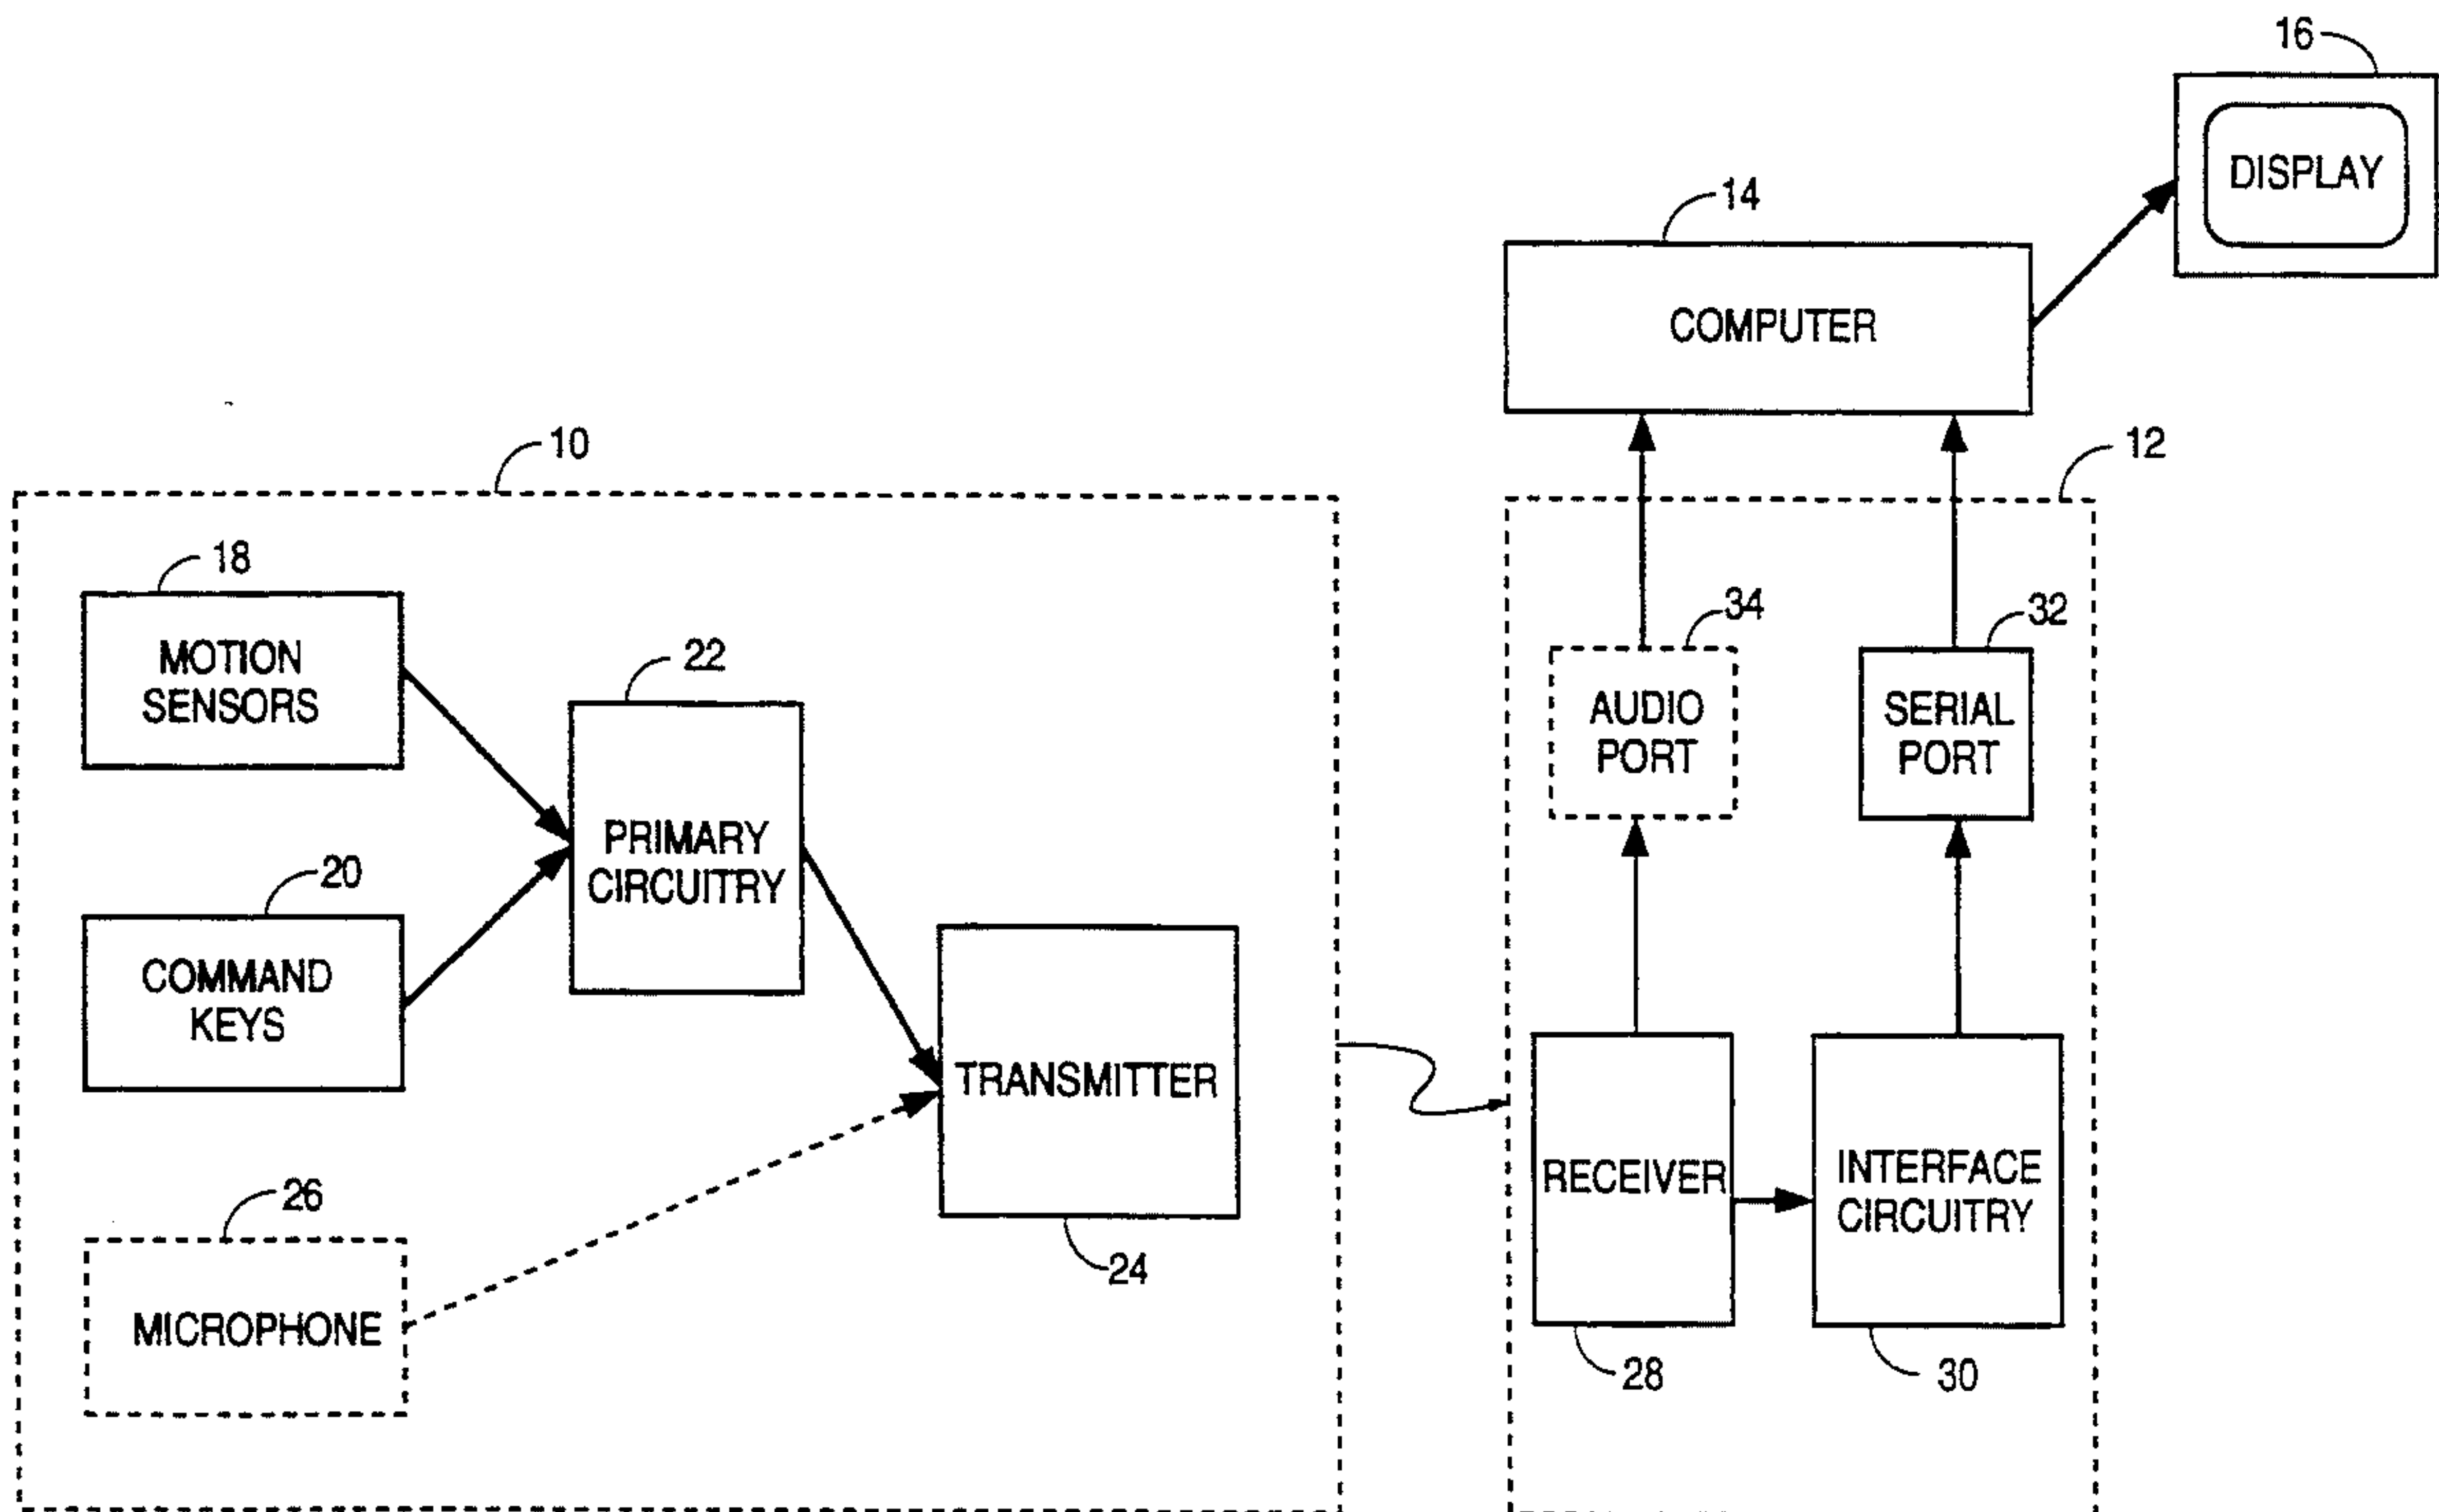 16
DISPLAY
14
COMPUTER
10
12
18
MOTION
SENSORS
22
34
32
AUDIO
PORT
SERIAL
PORT
PRIMARY
CIRCUITRY
20
COMMAND
KEYS
TRANSMITTER
24
RECEIVER
INTERFACE
CIRCUITRY
26
MICROPHONE
28
30